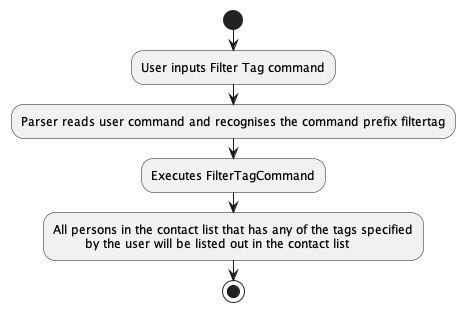 User inputs Filter Tag command
Parser reads user command and recognises the command prefix filtertag
Executes FilterTagCommand
All persons in the contact list that has any of the tags specified
by the user will be listed out in the contact list